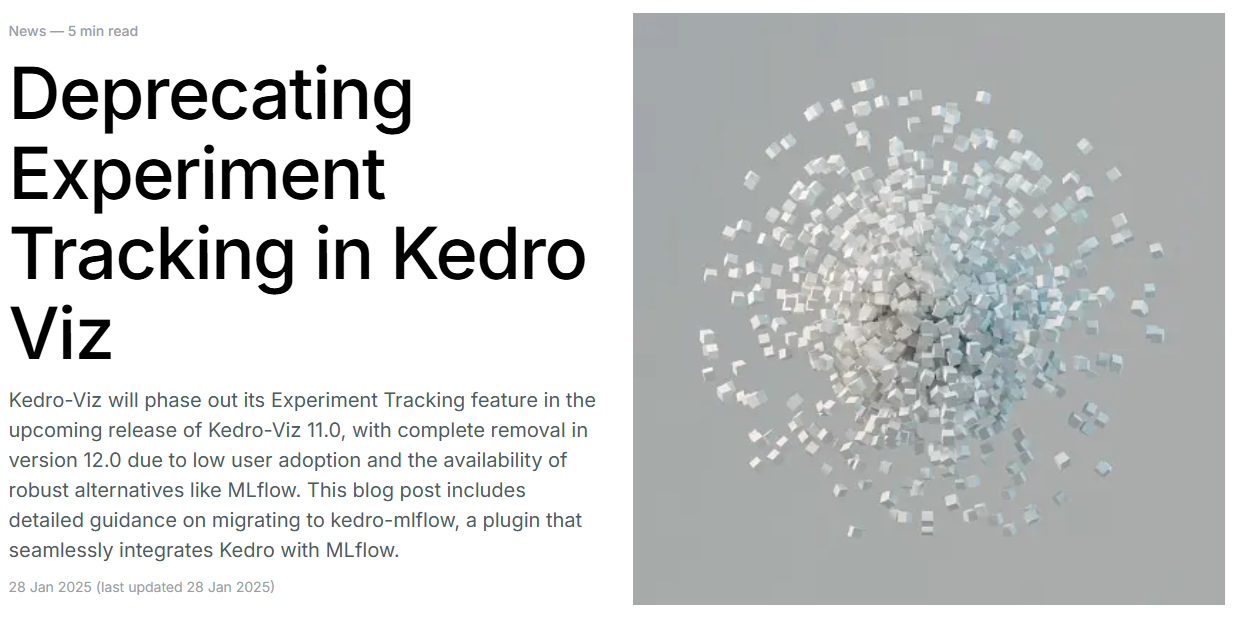 News — 5 min read
Deprecating
Experiment
Tracking in Kedro
Viz
Kedro-Viz will phase out its Experiment Tracking feature in the
upcoming release of Kedro-Viz 11.0, with complete removal in
version 12.0 due to low user adoption and the availability of
robust alternatives like MLflow. This blog post includes
detailed guidance on migrating to kedro-mlflow, a plugin that
seamlessly integrates Kedro with MLflow.
28 Jan 2025 (last updated 28 Jan 2025)